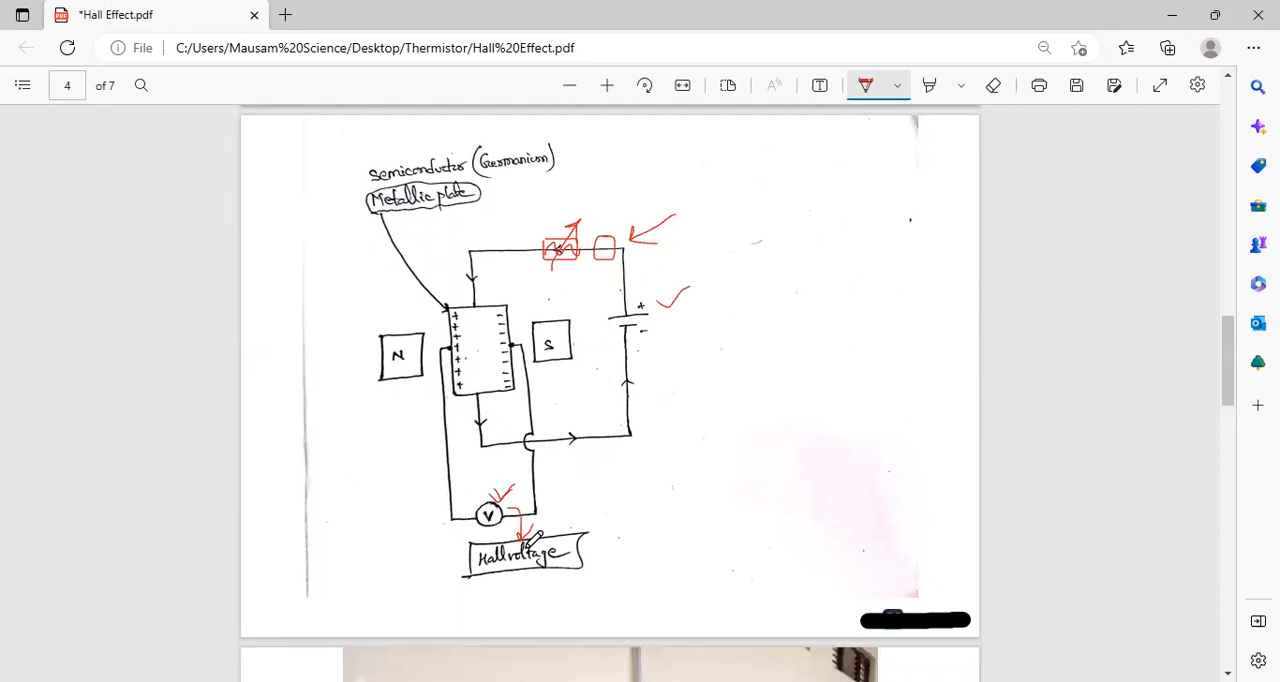 *Hall Effect.pdf
File C:/Users/Mausam%20Science/Desktop/Thermistor/Hall%20Effect.pdf
4 of 7
semiconductor (Germanium)
Metallic plate
+ + + + + + +
- - - - - - - -
N
S
+
-
V
Hall voltage